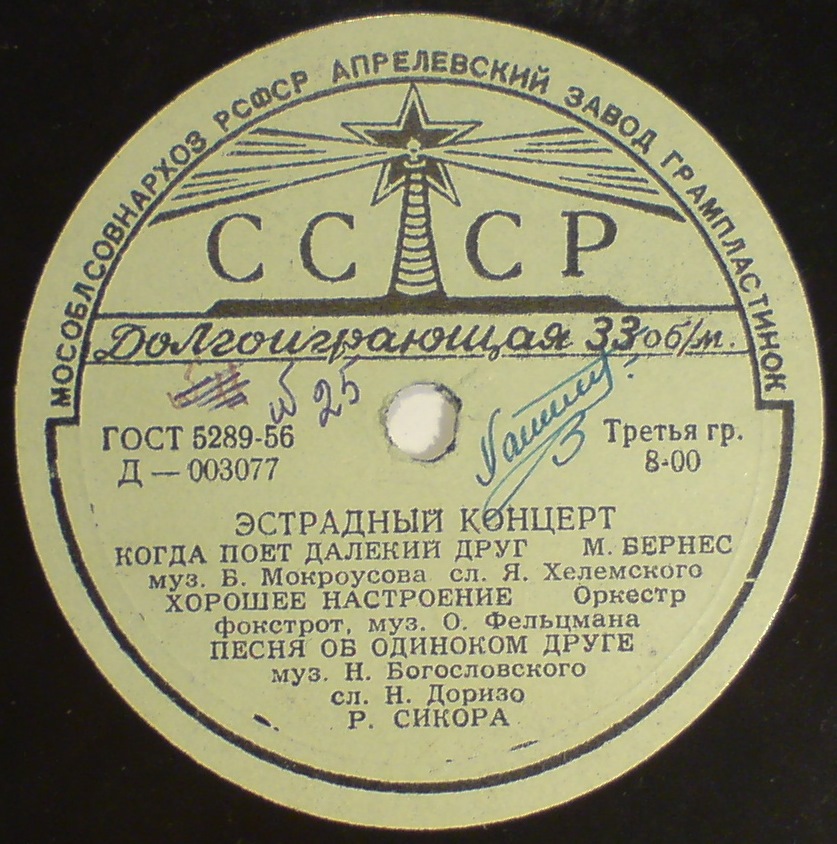 МОСОБЛСОВНАРХОЗ РСФСР АПРЕЛЕВСКИЙ ЗАВОД ГРАМПЛАСТИНОК
СССР
Долгоиграющая 33 об/м.
№ 25
ГОСТ 5289-56
Д — 003077
Третья гр.
8-00
ЭСТРАДНЫЙ КОНЦЕРТ
КОГДА ПОЕТ ДАЛЕКИЙ ДРУГ М. БЕРНЕС
муз. Б. Мокроусова сл. Я. Хелемского
ХОРОШЕЕ НАСТРОЕНИЕ Оркестр
фокстрот, муз. О. Фельцмана
ПЕСНЯ ОБ ОДИНОКОМ ДРУГЕ
муз. Н. Богословского
сл. Н. Доризо
Р. СИКОРА